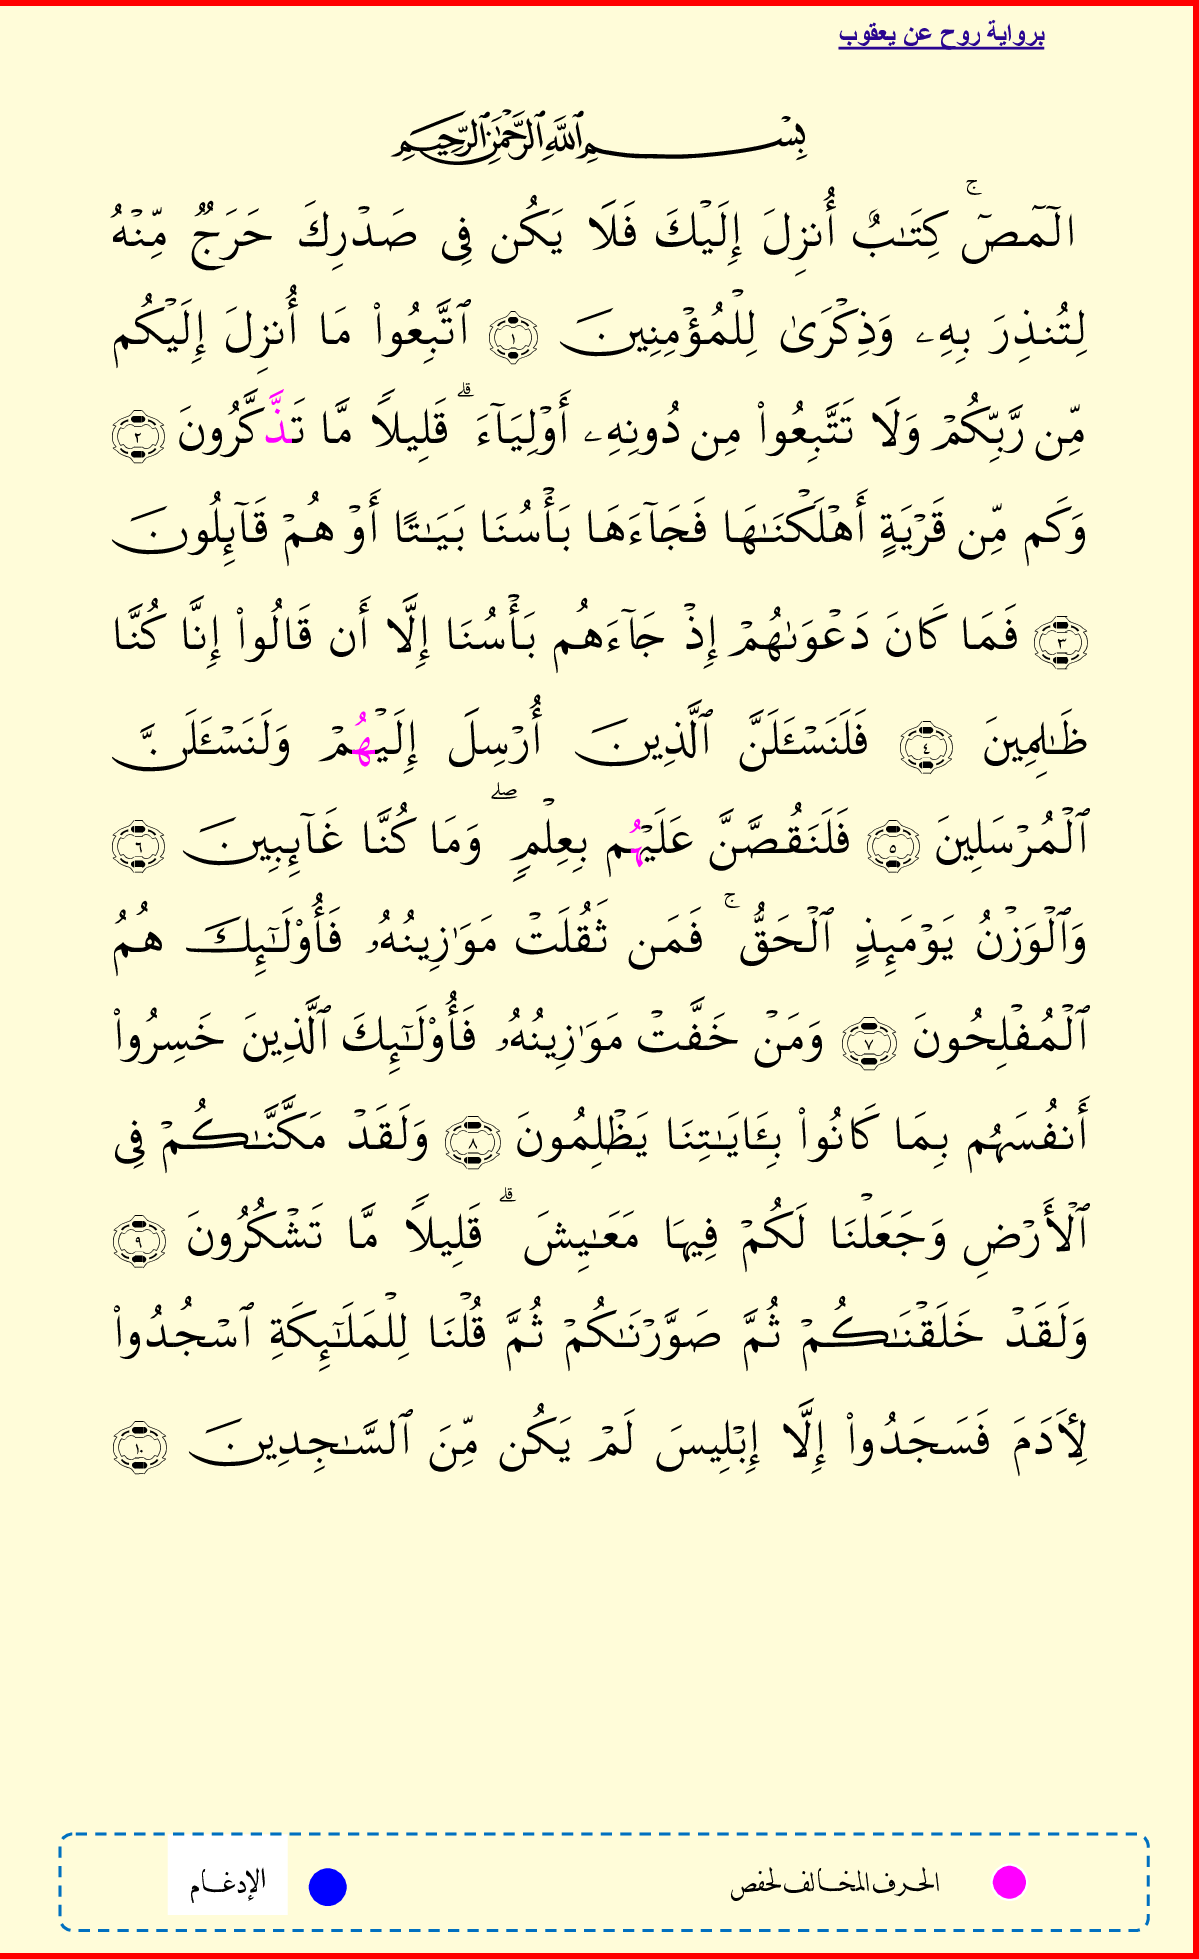 برواية روح عن يعقوب
بِسْمِ ٱللَّهِ ٱلرَّحْمَٰنِ ٱلرَّحِيمِ
الٓمٓصٓ ۚ كِتَٰبٌ أُنزِلَ إِلَيْكَ فَلَا يَكُن فِى صَدْرِكَ حَرَجٌ مِّنْهُ
لِتُنذِرَ بِهِۦ وَذِكْرَىٰ لِلْمُؤْمِنِينَ ١ ٱتَّبِعُوا۟ مَا أُنزِلَ إِلَيْكُم
مِّن رَّبِّكُمْ وَلَا تَتَّبِعُوا۟ مِن دُونِهِۦ أَوْلِيَآءَ ۗ قَلِيلًا مَّا تَذَّكَّرُونَ ٢
وَكَم مِّن قَرْيَةٍ أَهْلَكْنَٰهَا فَجَآءَهَا بَأْسُنَا بَيَٰتًا أَوْ هُمْ قَآئِلُونَ
٣ فَمَا كَانَ دَعْوَىٰهُمْ إِذْ جَآءَهُم بَأْسُنَا إِلَّا أَن قَالُوا۟ إِنَّا كُنَّا
ظَٰلِمِينَ ٤ فَلَنَسْـَٔلَنَّ ٱلَّذِينَ أُرْسِلَ إِلَيْهُمْ وَلَنَسْـَٔلَنَّ
ٱلْمُرْسَلِينَ ٥ فَلَنَقُصَّنَّ عَلَيْهُم بِعِلْمٍ ۖ وَمَا كُنَّا غَآئِبِينَ ٦
وَٱلْوَزْنُ يَوْمَئِذٍ ٱلْحَقُّ ۚ فَمَن ثَقُلَتْ مَوَٰزِينُهُۥ فَأُو۟لَٰٓئِكَ هُمُ
ٱلْمُفْلِحُونَ ٧ وَمَنْ خَفَّتْ مَوَٰزِينُهُۥ فَأُو۟لَٰٓئِكَ ٱلَّذِينَ خَسِرُوا۟
أَنفُسَهُم بِمَا كَانُوا۟ بِـَٔايَٰتِنَا يَظْلِمُونَ ٨ وَلَقَدْ مَكَّنَّٰكُمْ فِى
ٱلْأَرْضِ وَجَعَلْنَا لَكُمْ فِيهَا مَعَٰيِشَ ۗ قَلِيلًا مَّا تَشْكُرُونَ ٩
وَلَقَدْ خَلَقْنَٰكُمْ ثُمَّ صَوَّرْنَٰكُمْ ثُمَّ قُلْنَا لِلْمَلَٰٓئِكَةِ ٱسْجُدُوا۟
لِـَٔادَمَ فَسَجَدُوا۟ إِلَّا إِبْلِيسَ لَمْ يَكُن مِّنَ ٱلسَّٰجِدِينَ ١٠
الحرف المخالف لحفص
الإدغام